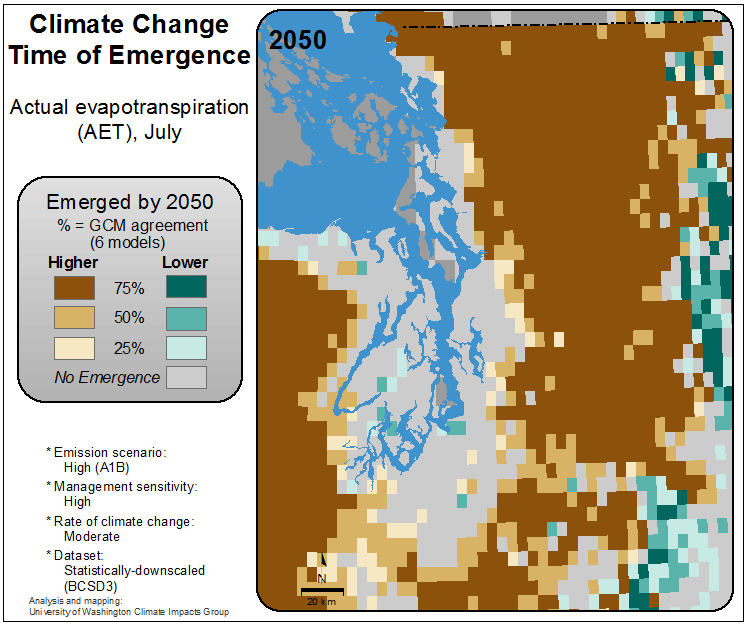 Climate Change
Time of Emergence
Actual evapotranspiration
(AET), July
Emerged by 2050
% = GCM agreement
(6 models)
Higher Lower
75%
50%
25%
No Emergence
* Emission scenario:
High (A1B)
* Management sensitivity:
High
* Rate of climate change:
Moderate
* Dataset:
Statistically-downscaled
(BCSD3)
Analysis and mapping:
University of Washington Climate Impacts Group
2050
N
20 km